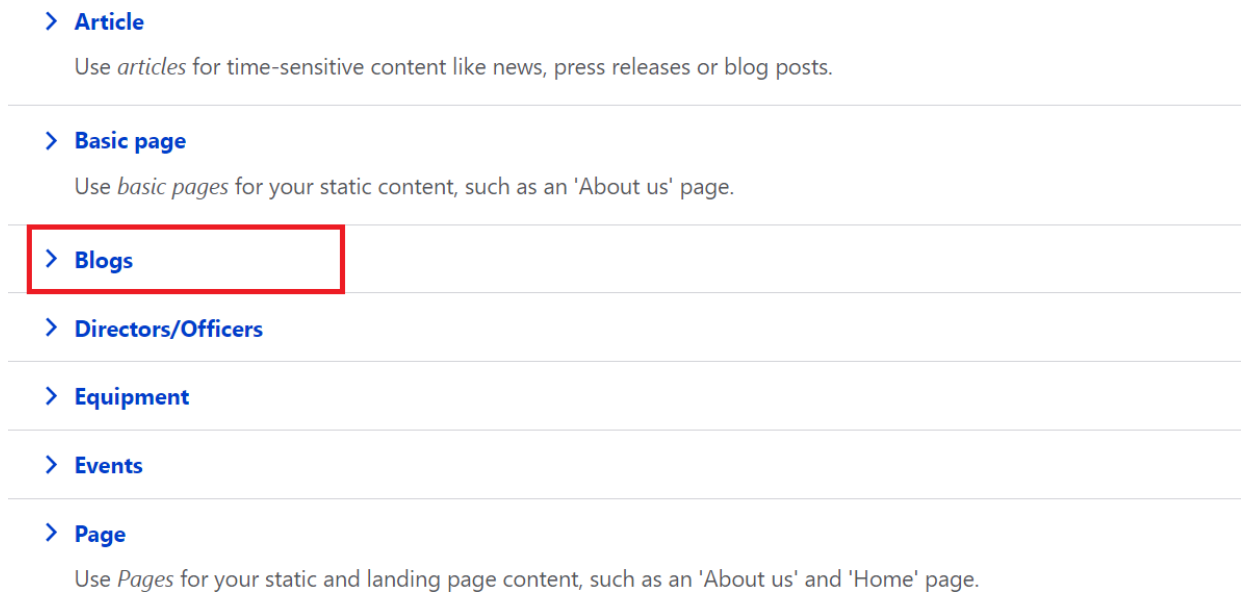 Article
Use articles for time-sensitive content like news, press releases or blog posts.
Basic page
Use basic pages for your static content, such as an 'About us' page.
Blogs
Directors/Officers
Equipment
Events
Page
Use Pages for your static and landing page content, such as an 'About us' and 'Home' page.